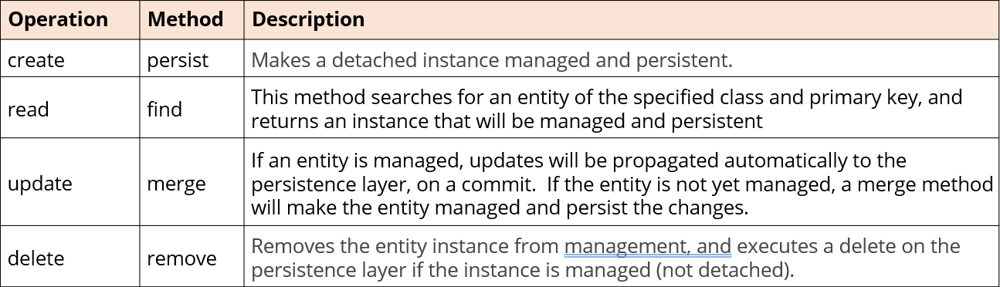 Operation Method Description
create persist Makes a detached instance managed and persistent.
read find This method searches for an entity of the specified class and primary key, and
returns an instance that will be managed and persistent
update merge If an entity is managed, updates will be propagated automatically to the
persistence layer, on a commit.  If the entity is not yet managed, a merge method
will make the entity managed and persist the changes.
delete remove Removes the entity instance from management, and executes a delete on the
persistence layer if the instance is managed (not detached).